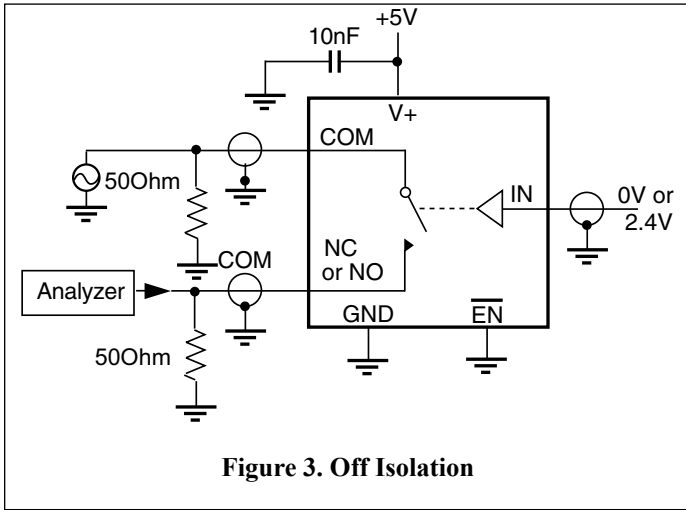 +5V
10nF
V+
COM
50Ohm
IN
0V or
2.4V
NC
or NO
COM
Analyzer
GND
EN
50Ohm
Figure 3. Off Isolation